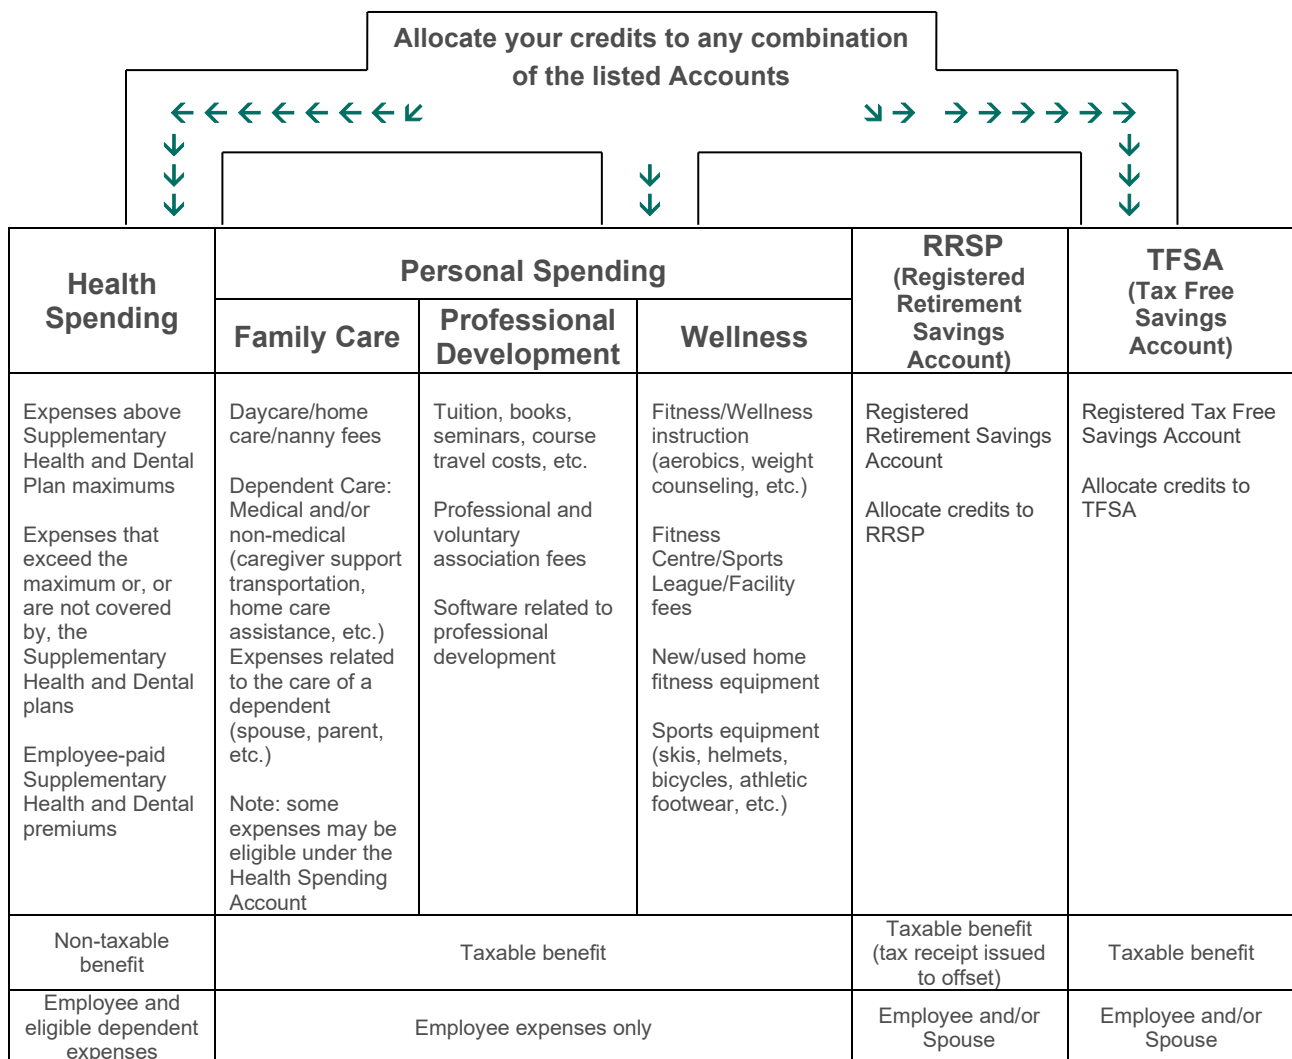 Allocate your credits to any combination
of the listed Accounts
Health
Spending
Personal Spending
Family Care
Professional
Development
Wellness
RRSP
(Registered
Retirement
Savings
Account)
TFSA
(Tax Free
Savings
Account)
Expenses above
Supplementary
Health and Dental
Plan maximums
Expenses that
exceed the
maximum or, or
are not covered
by, the
Supplementary
Health and Dental
plans
Employee-paid
Supplementary
Health and Dental
premiums
Daycare/home
care/nanny fees
Dependent Care:
Medical and/or
non-medical
(caregiver support
transportation,
home care
assistance, etc.)
Expenses related
to the care of a
dependent
(spouse, parent,
etc.)
Note: some
expenses may be
eligible under the
Health Spending
Account
Tuition, books,
seminars, course
travel costs, etc.
Professional and
voluntary
association fees
Software related to
professional
development
Fitness/Wellness
instruction
(aerobics, weight
counseling, etc.)
Fitness
Centre/Sports
League/Facility
fees
New/used home
fitness equipment
Sports equipment
(skis, helmets,
bicycles, athletic
footwear, etc.)
Registered
Retirement Savings
Account
Allocate credits to
RRSP
Registered Tax Free
Savings Account
Allocate credits to
TFSA
Non-taxable
benefit
Taxable benefit
Taxable benefit
(tax receipt issued
to offset)
Taxable benefit
Employee and
eligible dependent
expenses
Employee expenses only
Employee and/or
Spouse
Employee and/or
Spouse